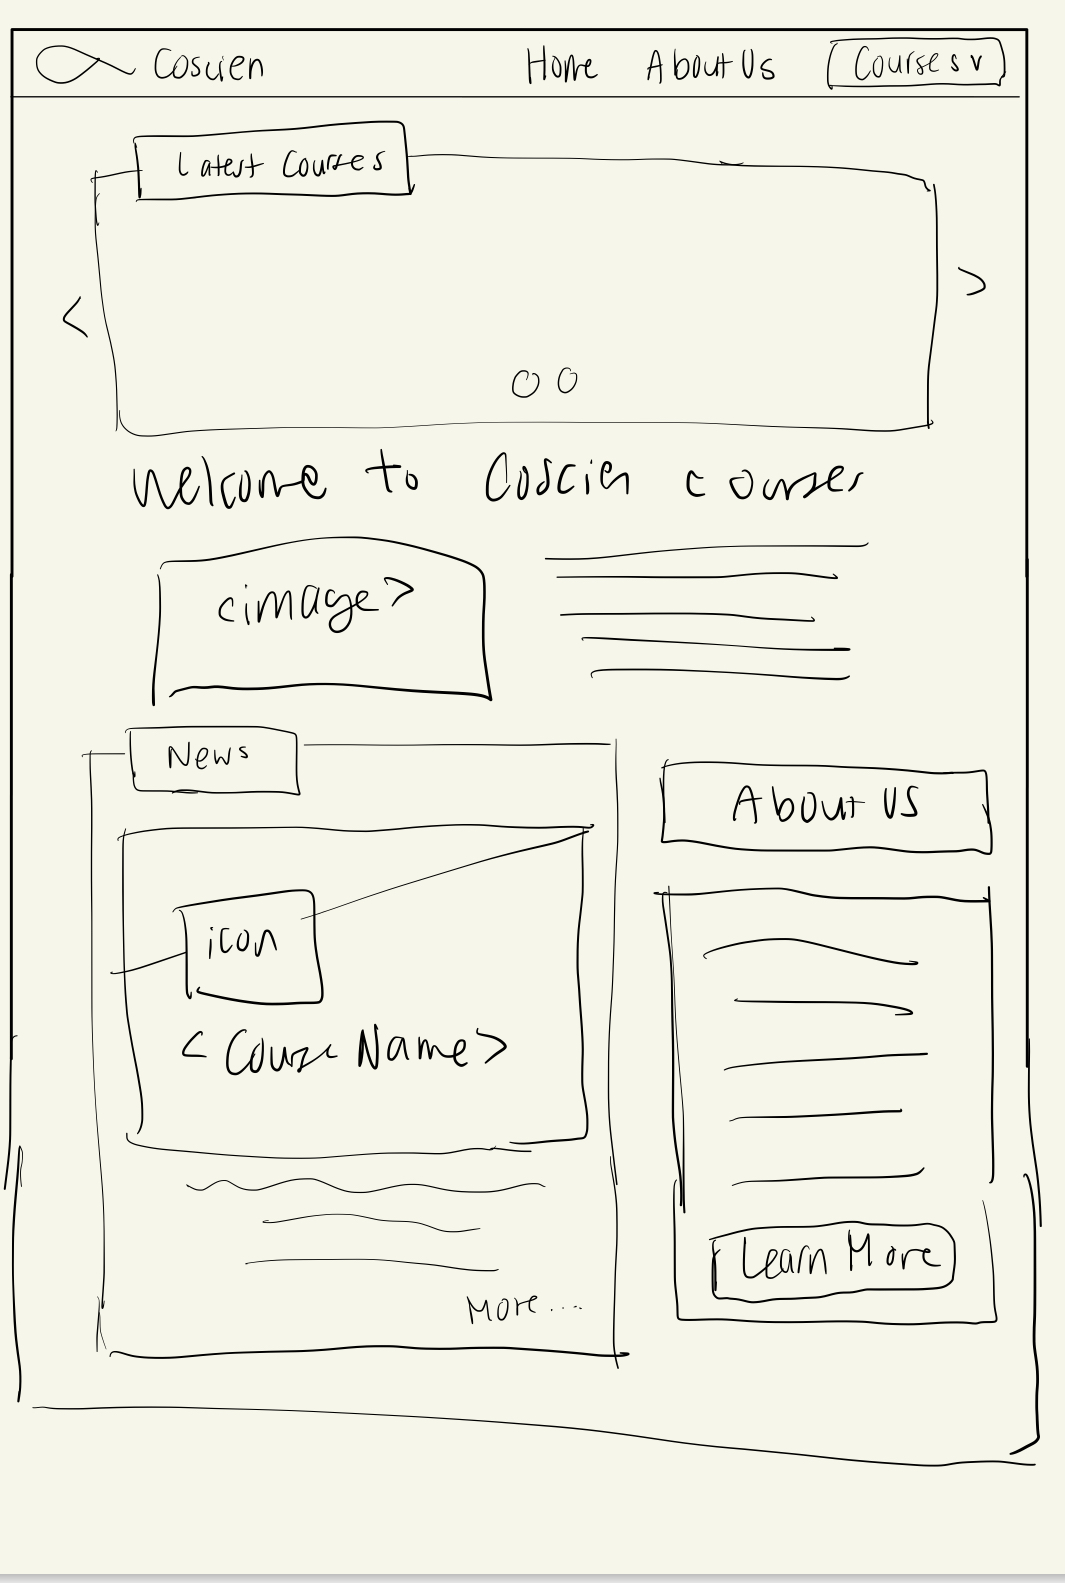 Coscien Home About Us Courses v
Latest Courses
<
>
Welcome to Coscien courses
<image>
News
About US
icon
<Course Name>
Learn More
More....